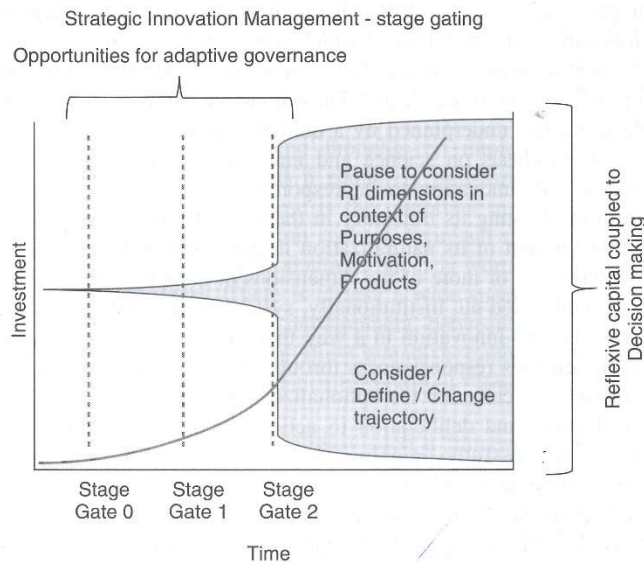 Strategic Innovation Management - stage gating
Opportunities for adaptive governance
Investment
Pause to consider
RI dimensions in
context of
Purposes,
Motivation,
Products
Consider /
Define / Change
trajectory
Reflexive capital coupled to
Decision making
Stage
Gate 0
Stage
Gate 1
Stage
Gate 2
Time